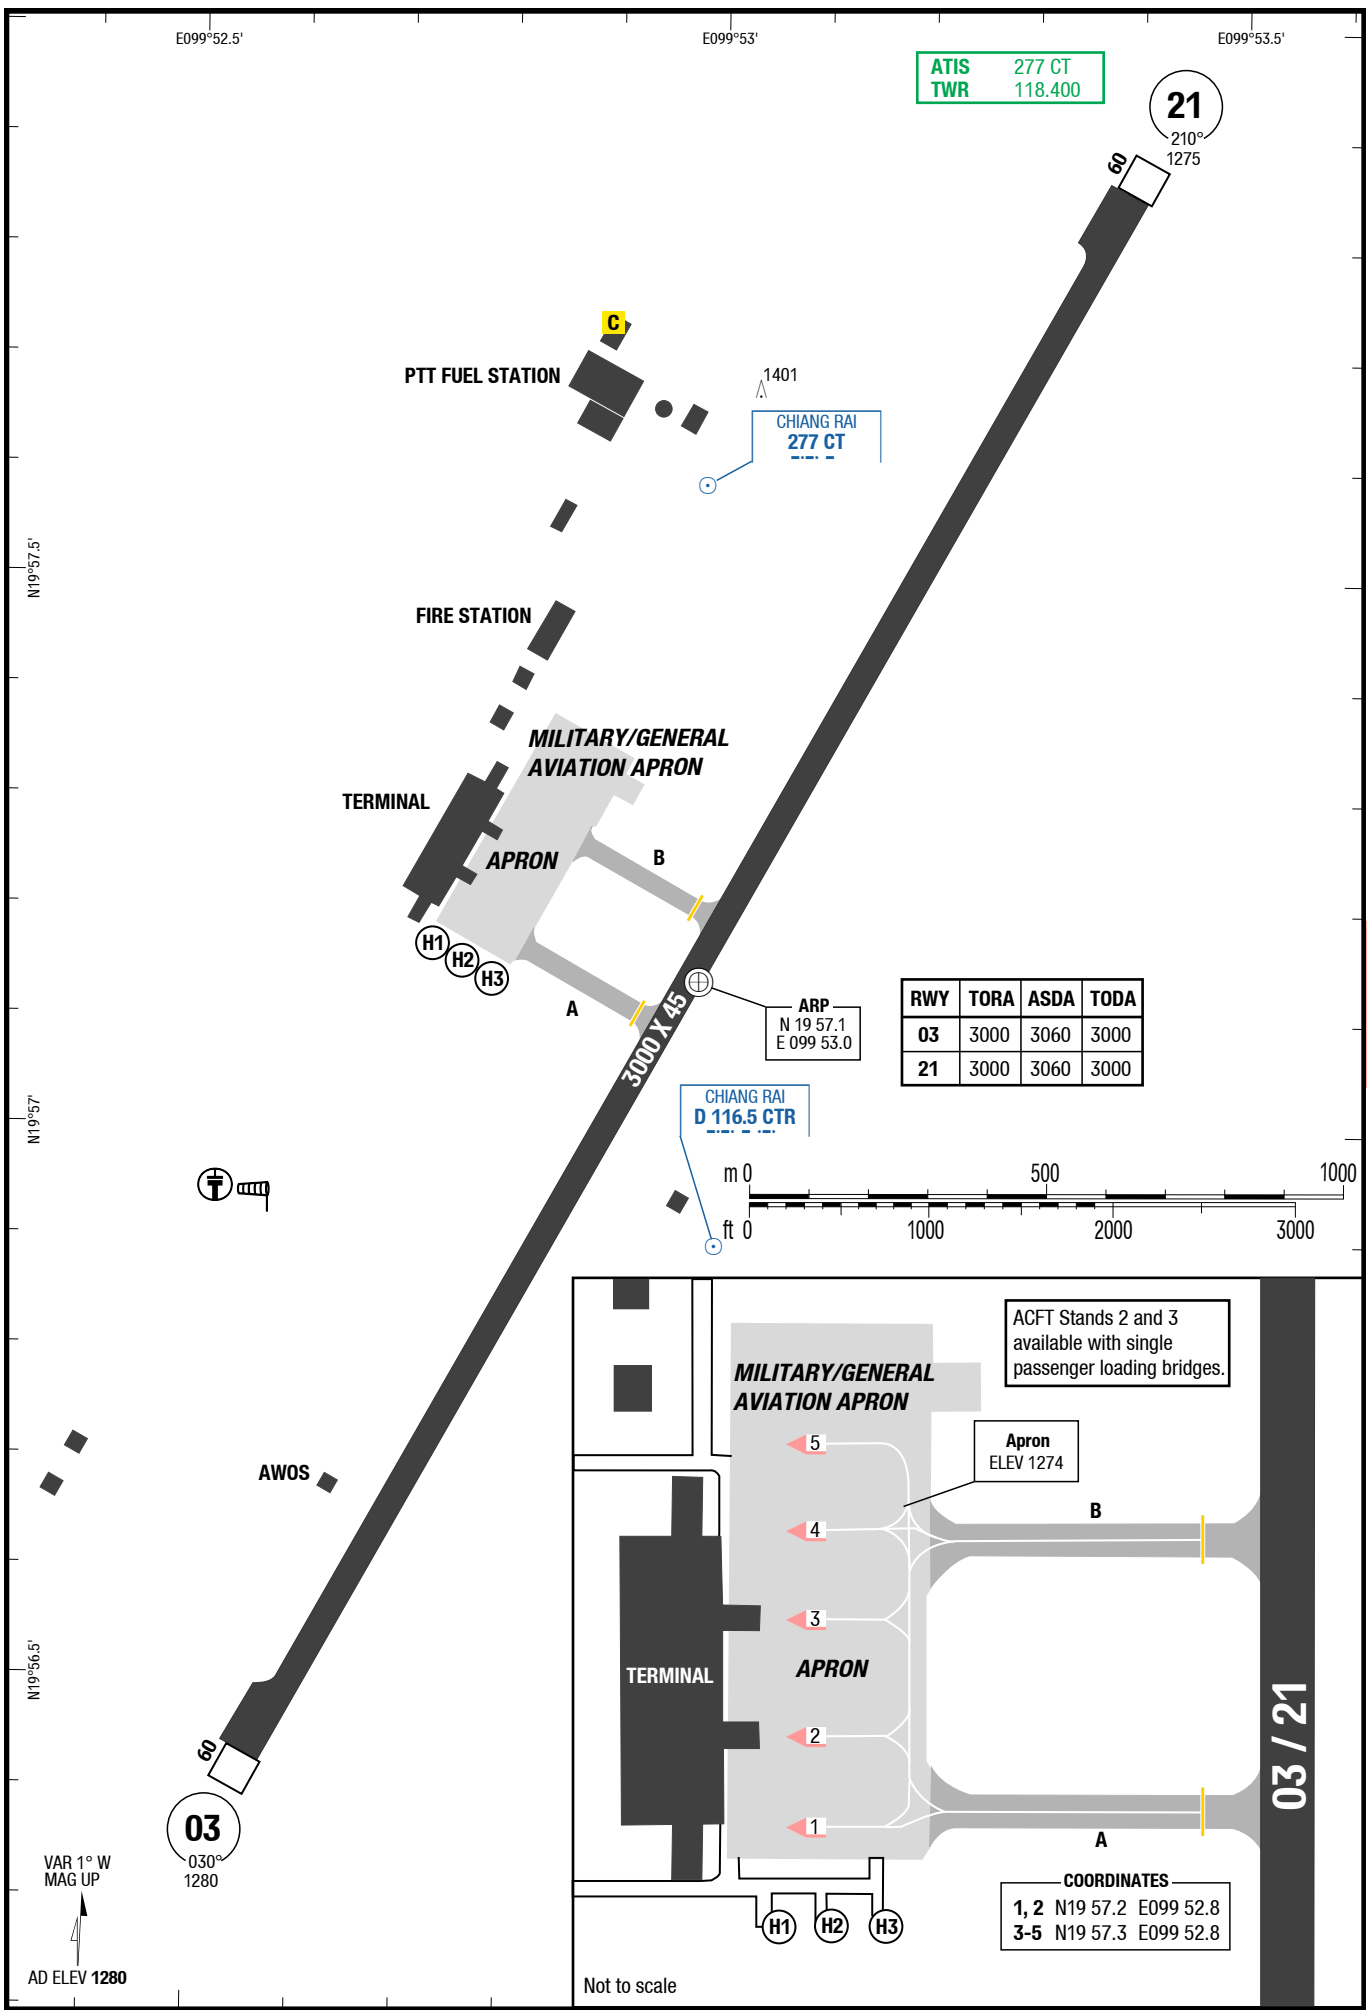 E099°52.5'
E099°53'
E099°53.5'
ATIS 277 CT
TWR 118.400
21
210°
1275
60
C
PTT FUEL STATION
1401
CHIANG RAI
277 CT
N19°57.5'
FIRE STATION
MILITARY/GENERAL
AVIATION APRON
TERMINAL
APRON
B
H1
H2
H3
A
3000 X 45
ARP
N 19 57.1
E 099 53.0
RWY TORA ASDA TODA
03 3000 3060 3000
21 3000 3060 3000
N19°57'
CHIANG RAI
D 116.5 CTR
m 0 500 1000
ft 0 1000 2000 3000
AWOS
N19°56.5'
60
03
030°
1280
VAR 1° W
MAG UP
AD ELEV 1280
ACFT Stands 2 and 3
available with single
passenger loading bridges.
MILITARY/GENERAL
AVIATION APRON
Apron
ELEV 1274
5
4
3
2
1
B
TERMINAL
APRON
03 / 21
A
H1 H2 H3
COORDINATES
1, 2 N19 57.2 E099 52.8
3-5 N19 57.3 E099 52.8
Not to scale